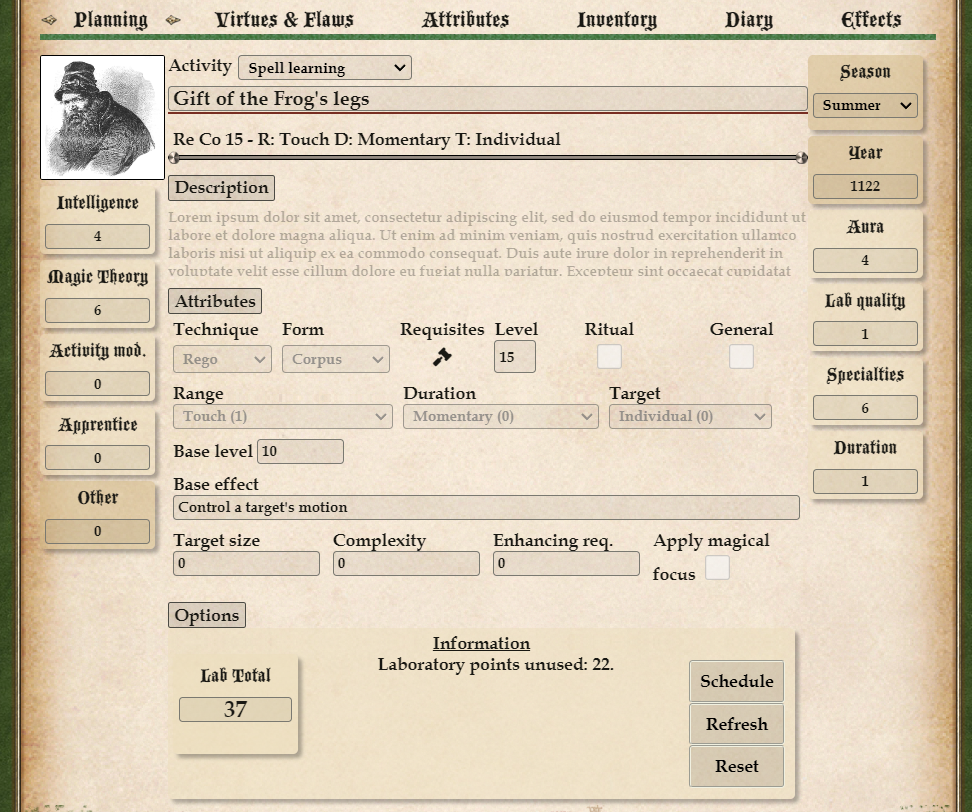 Planning Virtues & Flaws Attributes Inventory Diary Effects
Activity Spell learning
Gift of the Frog's legs
Re Co 15 - R: Touch D: Momentary T: Individual
Intelligence
4
Magic Theory
6
Activity mod.
0
Apprentice
0
Other
0
Description
Lorem ipsum dolor sit amet, consectetur adipiscing elit, sed do eiusmod tempor incididunt ut
labore et dolore magna aliqua. Ut enim ad minim veniam, quis nostrud exercitation ullamco
laboris nisi ut aliquip ex ea commodo consequat. Duis aute irure dolor in reprehenderit in
voluptate velit esse cillum dolore eu fugiat nulla pariatur. Excepteur sint occaecat cupidatat
Attributes
Technique Form Requisites Level Ritual General
Rego Corpus 15
Range Duration Target
Touch (1) Momentary (0) Individual (0)
Base level 10
Base effect
Control a target's motion
Target size Complexity Enhancing req. Apply magical
focus
0 0 0
Options
Information
Laboratory points unused: 22.
Lab Total
37
Schedule
Refresh
Reset
Season
Summer
Year
1122
Aura
4
Lab quality
1
Specialties
6
Duration
1